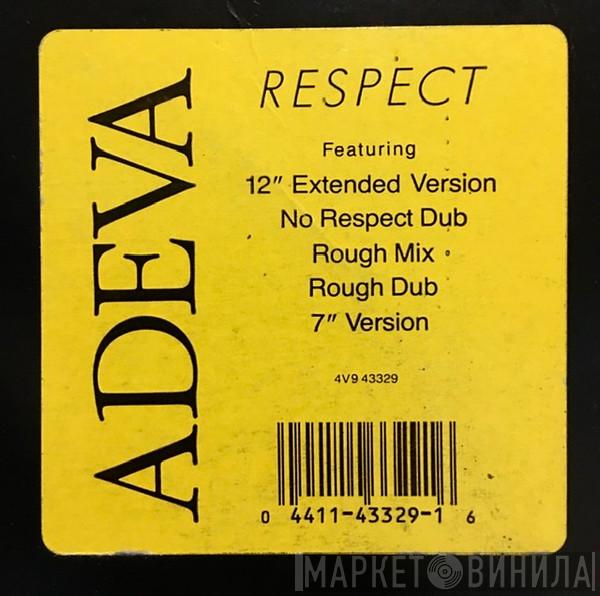 ADEVA
RESPECT
Featuring
12" Extended Version
No Respect Dub
Rough Mix
Rough Dub
7" Version
4V9 43329
0 4411-43329-1 6
МАРКЕТ ВИНИЛА